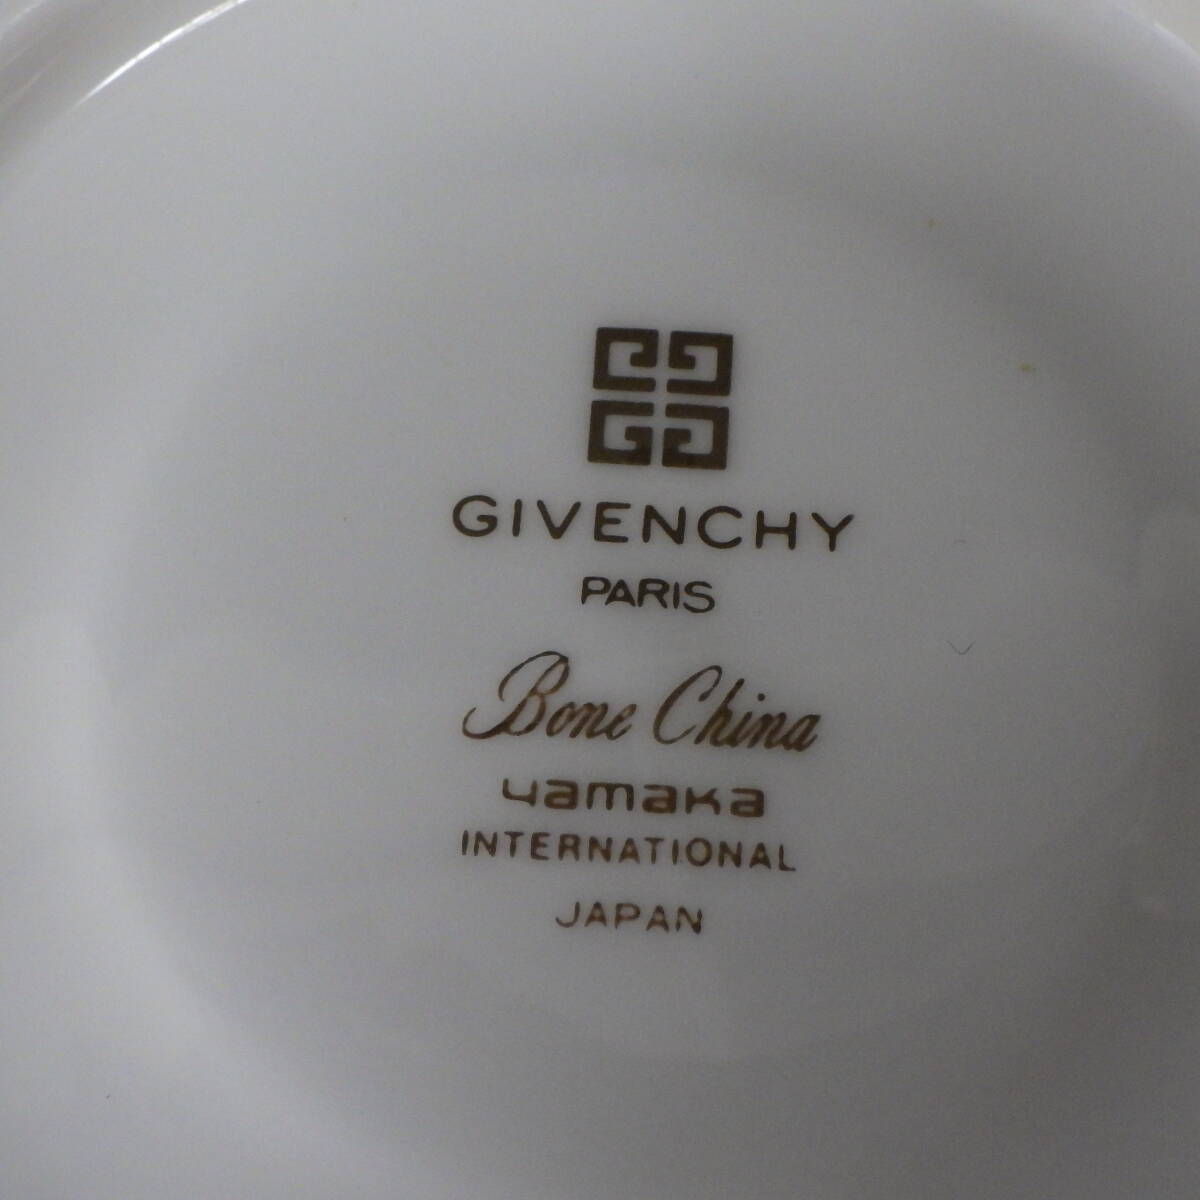 GIVENCHY
PARIS
Bone China
yamaka
INTERNATIONAL
JAPAN